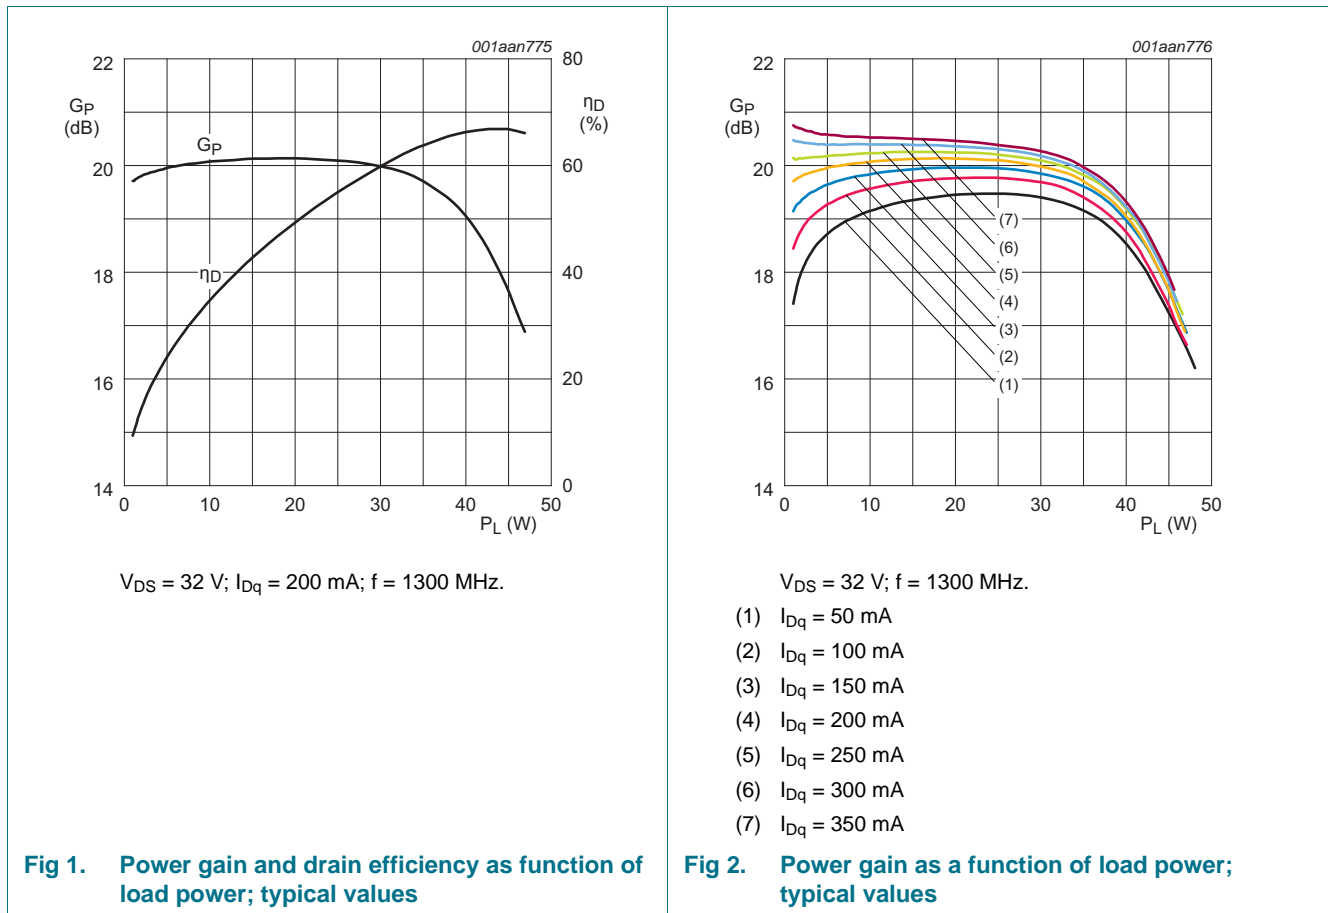 001aan775
22
20
18
16
14
GP
(dB)
80
60
40
20
0
ηD
(%)
GP
ηD
0
10
20
30
40
50
PL (W)
VDS = 32 V; IDq = 200 mA; f = 1300 MHz.
Fig 1. Power gain and drain efficiency as function of
load power; typical values
001aan776
22
20
18
16
14
GP
(dB)
(7)
(6)
(5)
(4)
(3)
(2)
(1)
0
10
20
30
40
50
PL (W)
VDS = 32 V; f = 1300 MHz.
(1) IDq = 50 mA
(2) IDq = 100 mA
(3) IDq = 150 mA
(4) IDq = 200 mA
(5) IDq = 250 mA
(6) IDq = 300 mA
(7) IDq = 350 mA
Fig 2. Power gain as a function of load power;
typical values